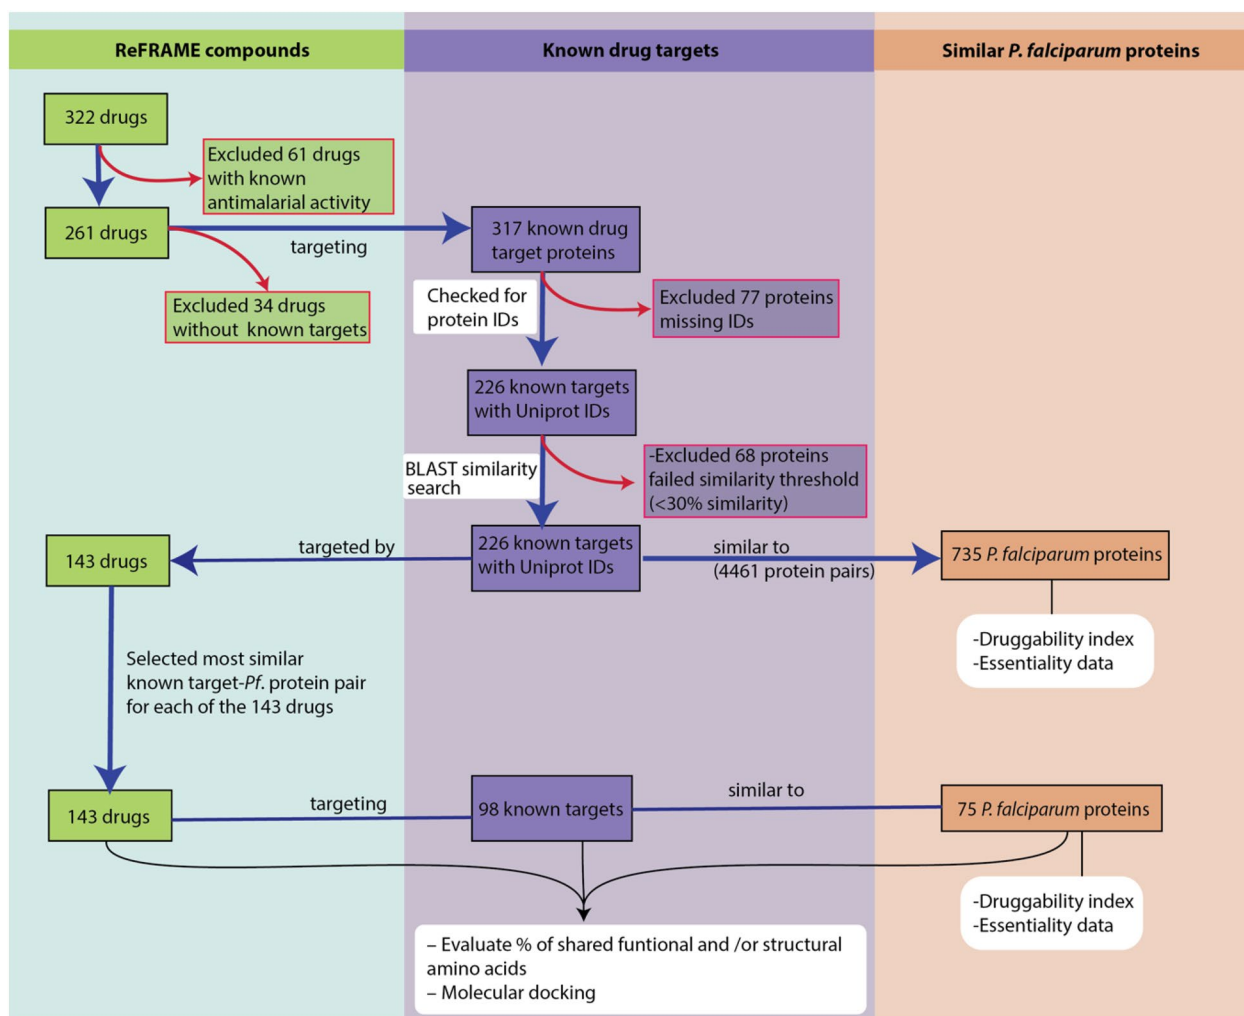 ReFRAME compounds
Known drug targets
Similar P. falciparum proteins
322 drugs
Excluded 61 drugs
with known
antimalarial activity
261 drugs
targeting
317 known drug
target proteins
Excluded 34 drugs
without known targets
Checked for
protein IDs
Excluded 77 proteins
missing IDs
226 known targets
with Uniprot IDs
BLAST similarity
search
-Excluded 68 proteins
failed similarity threshold
(<30% similarity)
143 drugs
targeted by
226 known targets
with Uniprot IDs
similar to
(4461 protein pairs)
735 P. falciparum proteins
-Druggability index
-Essentiality data
Selected most similar
known target-Pf. protein pair
for each of the 143 drugs
143 drugs
targeting
98 known targets
similar to
75 P. falciparum proteins
-Druggability index
-Essentiality data
– Evaluate % of shared funtional and /or structural
amino acids
– Molecular docking